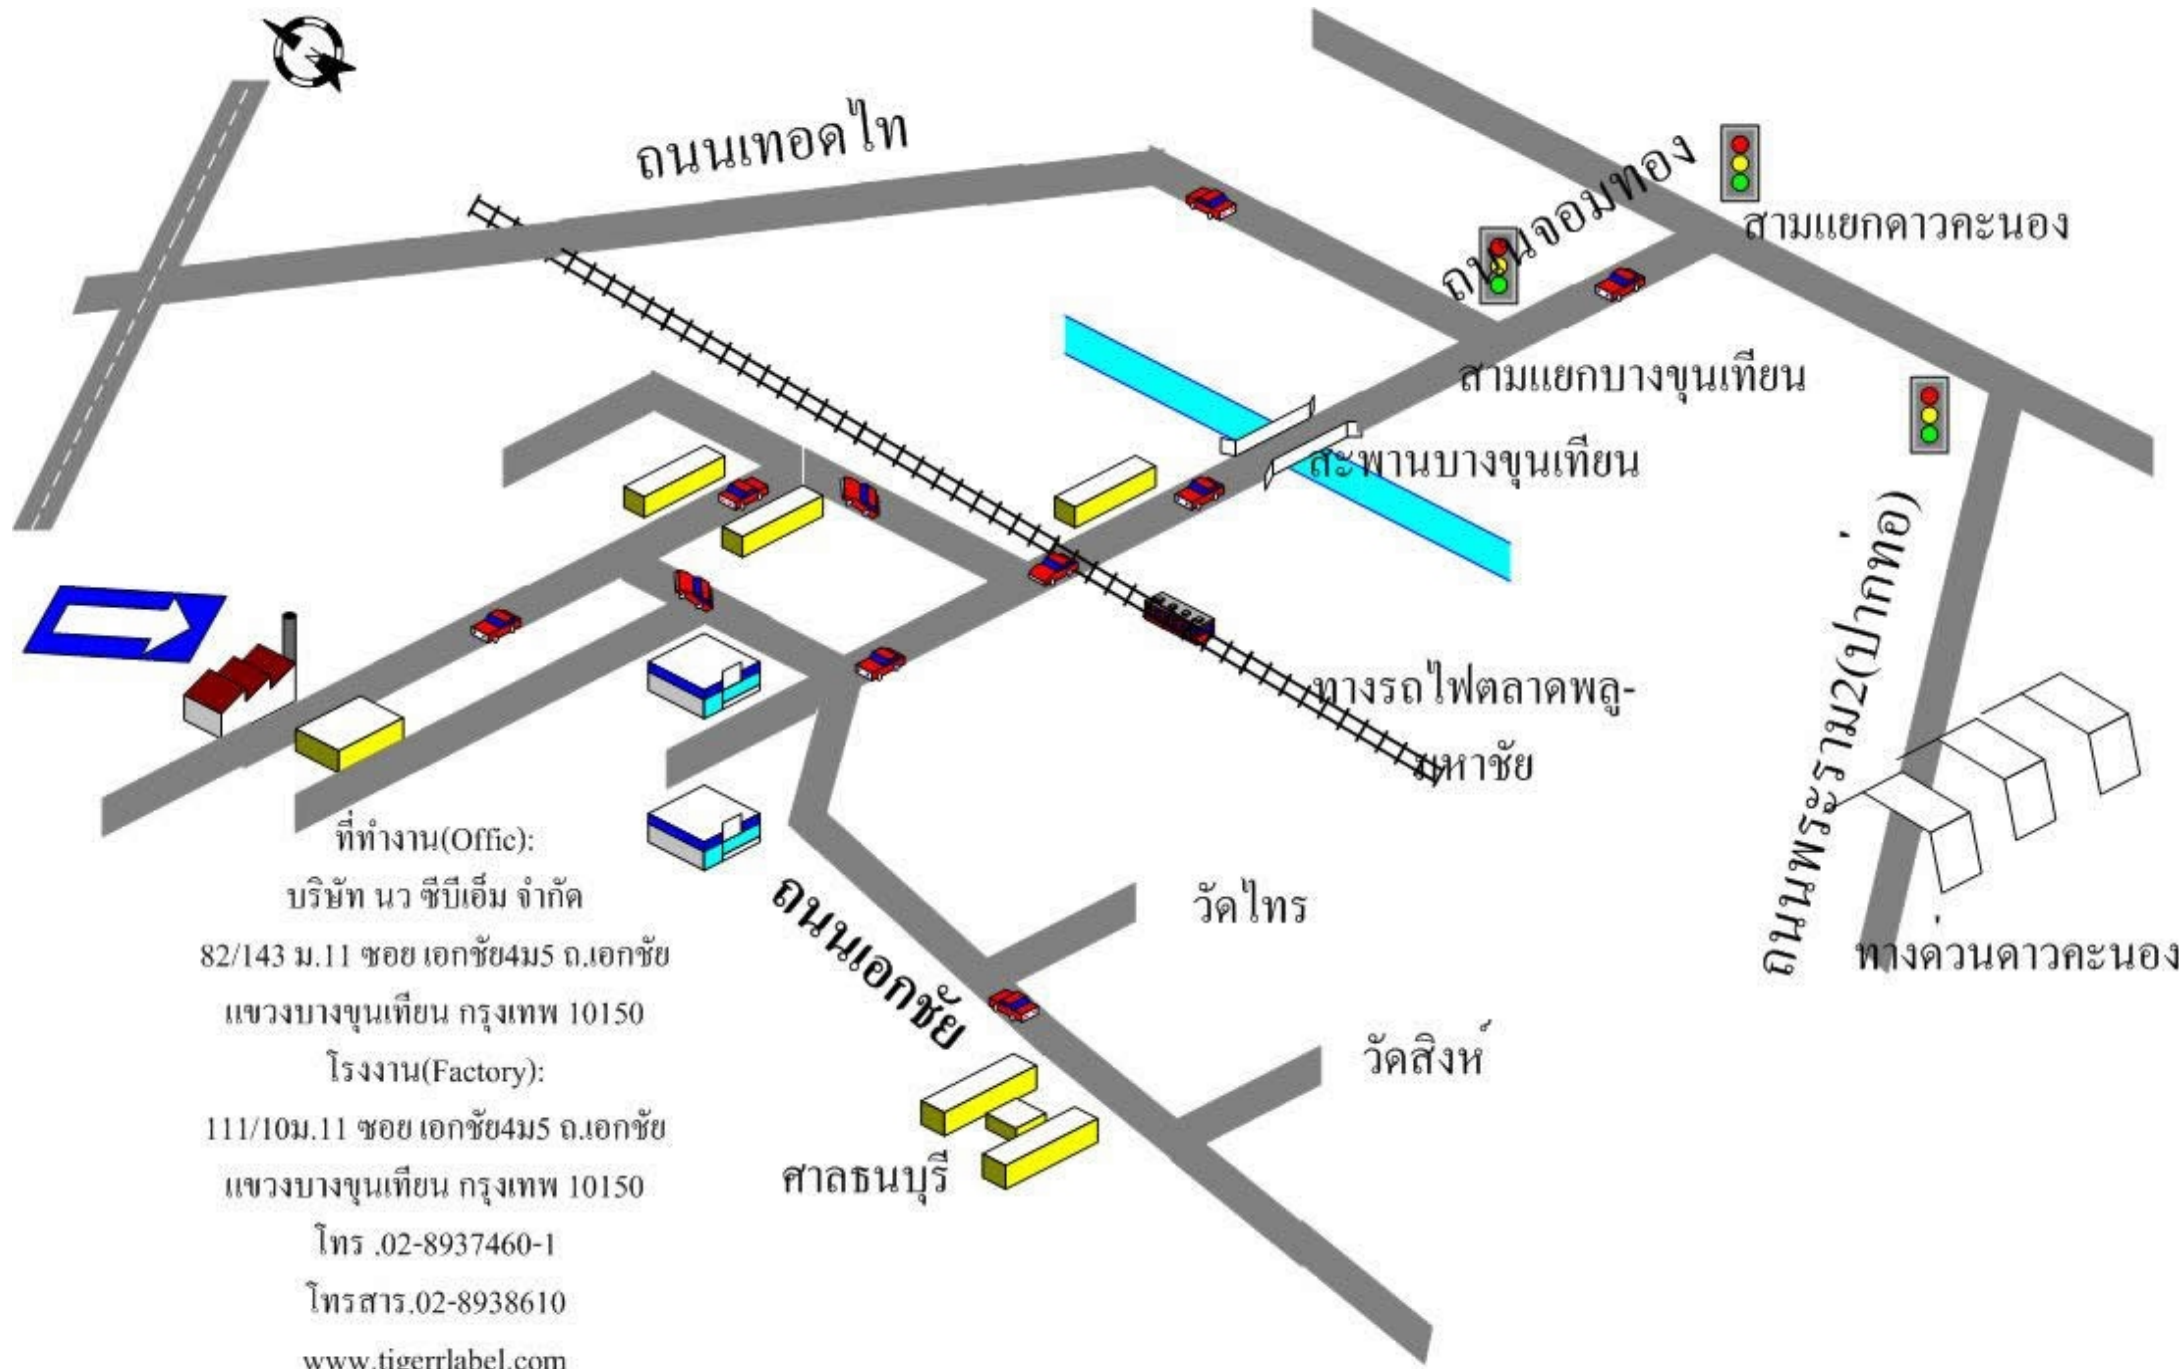 N
ถนนเทอดไท
ถนนจอมทอง
สามแยกดาวคะนอง
สามแยกบางขุนเทียน
สะพานบางขุนเทียน
ถนนพระราม2(ปากท่อ)
ทางรถไฟตลาดพลู-
มหาชัย
ทางด่วนดาวคะนอง
ถนนเอกชัย
วัดไทร
วัดสิงห์
ศาลธนบุรี
ที่ทำงาน(Offic):
บริษัท นว ซีบีเอ็ม จำกัด
82/143 ม.11 ซอย เอกชัย4ม5 ถ.เอกชัย
แขวงบางขุนเทียน กรุงเทพ 10150
โรงงาน(Factory):
111/10ม.11 ซอย เอกชัย4ม5 ถ.เอกชัย
แขวงบางขุนเทียน กรุงเทพ 10150
โทร .02-8937460-1
โทรสาร.02-8938610
www.tigerrlabel.com